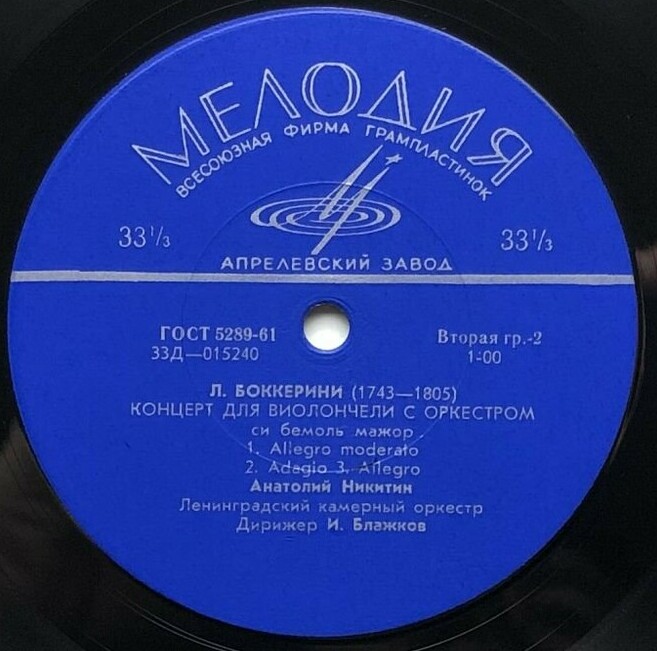 МЕЛОДИЯ
ВСЕСОЮЗНАЯ ФИРМА ГРАМПЛАСТИНОК
33⅓ 33⅓
АПРЕЛЕВСКИЙ ЗАВОД
ГОСТ 5289-61 Вторая гр.-2
33Д—015240 1-00
Л. БОККЕРИНИ (1743—1805)
КОНЦЕРТ ДЛЯ ВИОЛОНЧЕЛИ С ОРКЕСТРОМ
си бемоль мажор
1. Allegro moderato
2. Adagio 3. Allegro
Анатолий Никитин
Ленинградский камерный оркестр
Дирижер И. Блажков